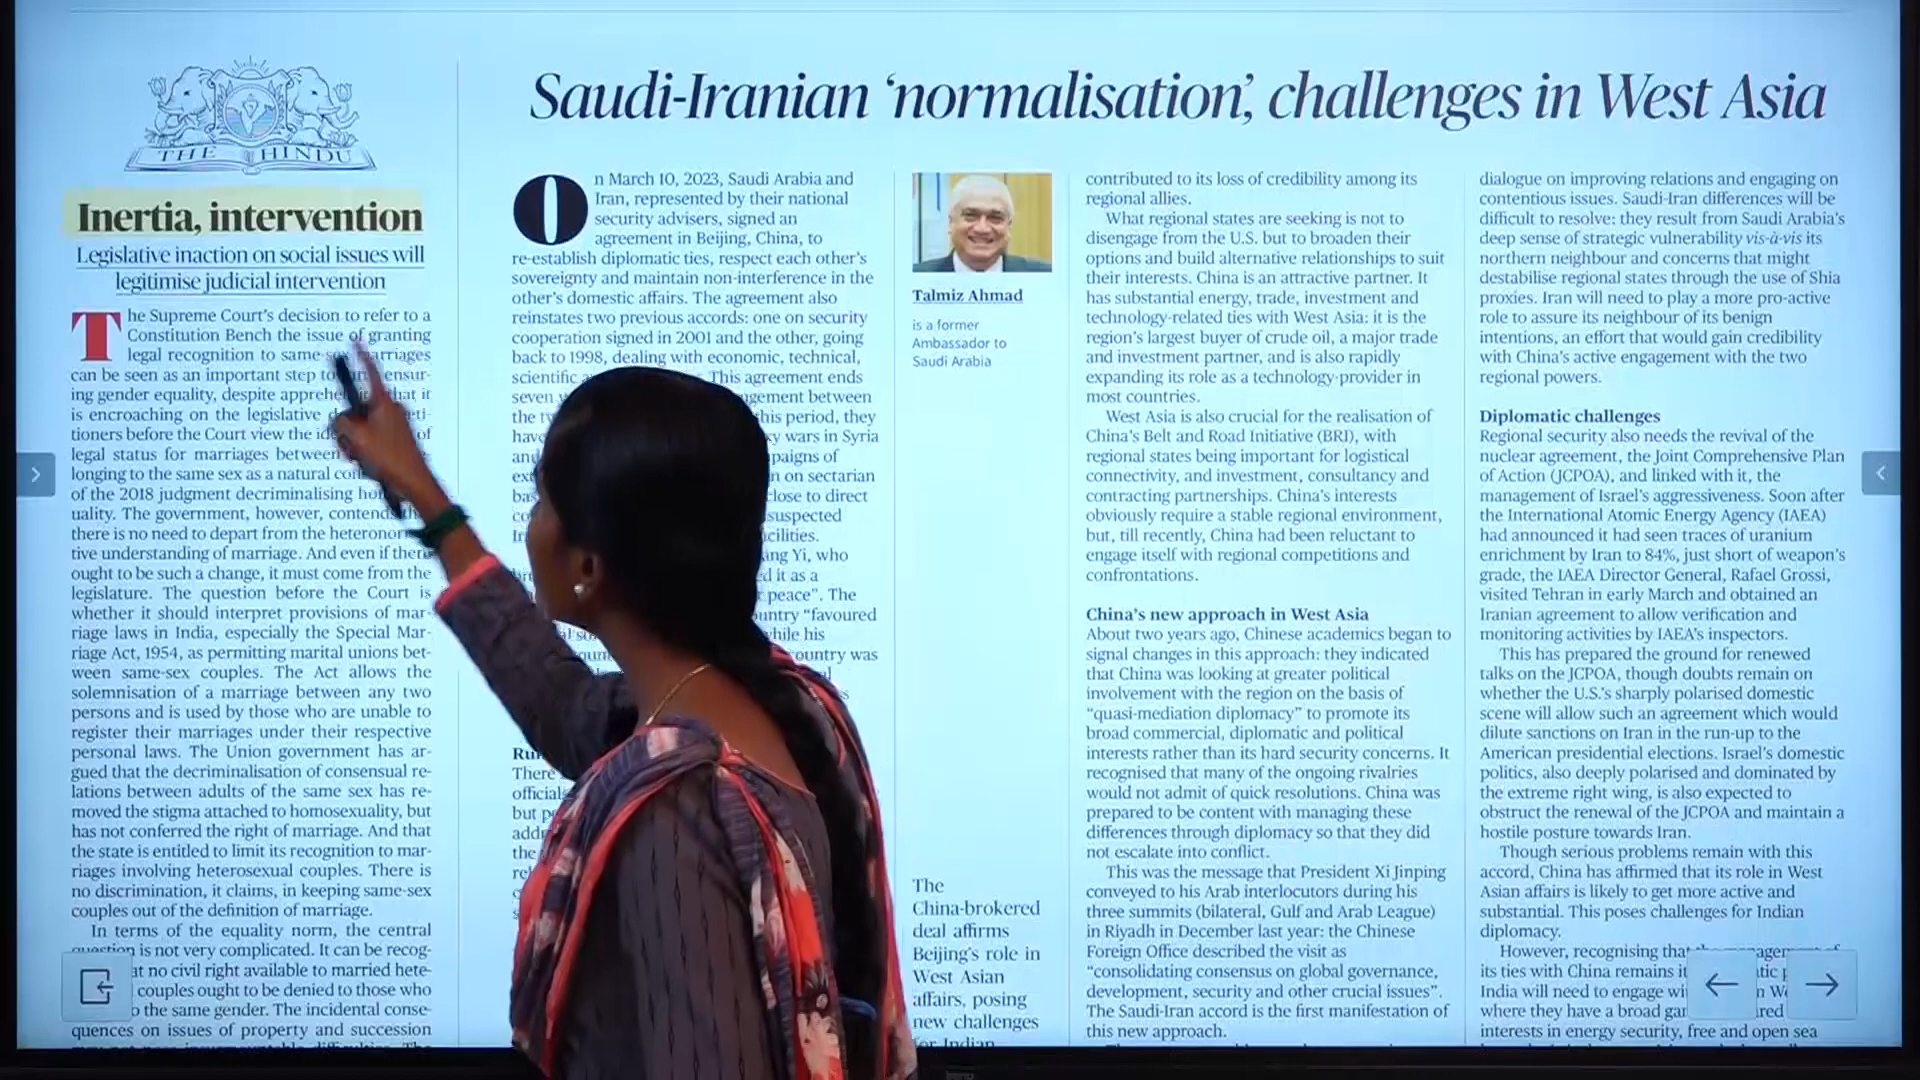 THE HINDU
Inertia, intervention
Legislative inaction on social issues will
legitimise judicial intervention
The Supreme Court's decision to refer to a
Constitution Bench the issue of granting
legal recognition to same-sex marriages
can be seen as an important step to ensur-
ing gender equality, despite that it
is encroaching on the legislative
tioners before the Court view the of
legal status for marriages between
longing to the same sex as a natural
of the 2018 judgment decriminalising
uality. The government, however, contends
there is no need to depart from the
tive understanding of marriage. And even if there
ought to be such a change, it must come from the
legislature. The question before the Court is
whether it should interpret provisions of mar-
riage laws in India, especially the Special Mar-
riage Act, 1954, as permitting marital unions bet-
ween same-sex couples. The Act allows the
solemnisation of a marriage between any two
persons and is used by those who are unable to
register their marriages under their respective
personal laws. The Union government has ar-
gued that the decriminalisation of consensual re-
lations between adults of the same sex has re-
moved the stigma attached to homosexuality, but
has not conferred the right of marriage. And that
the state is entitled to limit its recognition to mar-
riages involving heterosexual couples. There is
no discrimination, it claims, in keeping same-sex
couples out of the definition of marriage.
In terms of the equality norm, the central
question is not very complicated. It can be recog-
at no civil right available to married hete-
couples ought to be denied to those who
the same gender. The incidental conse-
quences on issues of property and succession
Saudi-Iranian 'normalisation', challenges in West Asia
On March 10, 2023, Saudi Arabia and
Iran, represented by their national
security advisers, signed an
agreement in Beijing, China, to
re-establish diplomatic ties, respect each other's
sovereignty and maintain non-interference in the
other's domestic affairs. The agreement also
reinstates two previous accords: one on security
cooperation signed in 2001 and the other, going
back to 1998, dealing with economic, technical,
scientific This agreement ends
seven between
the this period, they
have wars in Syria
and
on sectarian
close to direct
suspected
ang Yi, who
it as a
peace". The
"favoured
while his
country was
There
officials
but
the
Talmiz Ahmad
is a former
Ambassador to
Saudi Arabia
The
China-brokered
deal affirms
Beijing's role in
West Asian
affairs, posing
new challenges
for Indian
contributed to its loss of credibility among its
regional allies.
What regional states are seeking is not to
disengage from the U.S. but to broaden their
options and build alternative relationships to suit
their interests. China is an attractive partner. It
has substantial energy, trade, investment and
technology-related ties with West Asia: it is the
region's largest buyer of crude oil, a major trade
and investment partner, and is also rapidly
expanding its role as a technology-provider in
most countries.
West Asia is also crucial for the realisation of
China's Belt and Road Initiative (BRI), with
regional states being important for logistical
connectivity, and investment, consultancy and
contracting partnerships. China's interests
obviously require a stable regional environment,
but, till recently, China had been reluctant to
engage itself with regional competitions and
confrontations.
China's new approach in West Asia
About two years ago, Chinese academics began to
signal changes in this approach: they indicated
that China was looking at greater political
involvement with the region on the basis of
"quasi-mediation diplomacy" to promote its
broad commercial, diplomatic and political
interests rather than its hard security concerns. It
recognised that many of the ongoing rivalries
would not admit of quick resolutions. China was
prepared to be content with managing these
differences through diplomacy so that they did
not escalate into conflict.
This was the message that President Xi Jinping
conveyed to his Arab interlocutors during his
three summits (bilateral, Gulf and Arab League)
in Riyadh in December last year: the Chinese
Foreign Office described the visit as
"consolidating consensus on global governance,
development, security and other crucial issues".
The Saudi-Iran accord is the first manifestation of
this new approach.
dialogue on improving relations and engaging on
contentious issues. Saudi-Iran differences will be
difficult to resolve: they result from Saudi Arabia's
deep sense of strategic vulnerability vis-à-vis its
northern neighbour and concerns that might
destabilise regional states through the use of Shia
proxies. Iran will need to play a more pro-active
role to assure its neighbour of its benign
intentions, an effort that would gain credibility
with China's active engagement with the two
regional powers.
Diplomatic challenges
Regional security also needs the revival of the
nuclear agreement, the Joint Comprehensive Plan
of Action (JCPOA), and linked with it, the
management of Israel's aggressiveness. Soon after
the International Atomic Energy Agency (IAEA)
had announced it had seen traces of uranium
enrichment by Iran to 84%, just short of weapon's
grade, the IAEA Director General, Rafael Grossi,
visited Tehran in early March and obtained an
Iranian agreement to allow verification and
monitoring activities by IAEA's inspectors.
This has prepared the ground for renewed
talks on the JCPOA, though doubts remain on
whether the U.S.'s sharply polarised domestic
scene will allow such an agreement which would
dilute sanctions on Iran in the run-up to the
American presidential elections. Israel's domestic
politics, also deeply polarised and dominated by
the extreme right wing, is also expected to
obstruct the renewal of the JCPOA and maintain a
hostile posture towards Iran.
Though serious problems remain with this
accord, China has affirmed that its role in West
Asian affairs is likely to get more active and
substantial. This poses challenges for Indian
diplomacy.
However, recognising that
its ties with China remains
India will need to engage
where they have a broad
interests in energy security, free and open sea